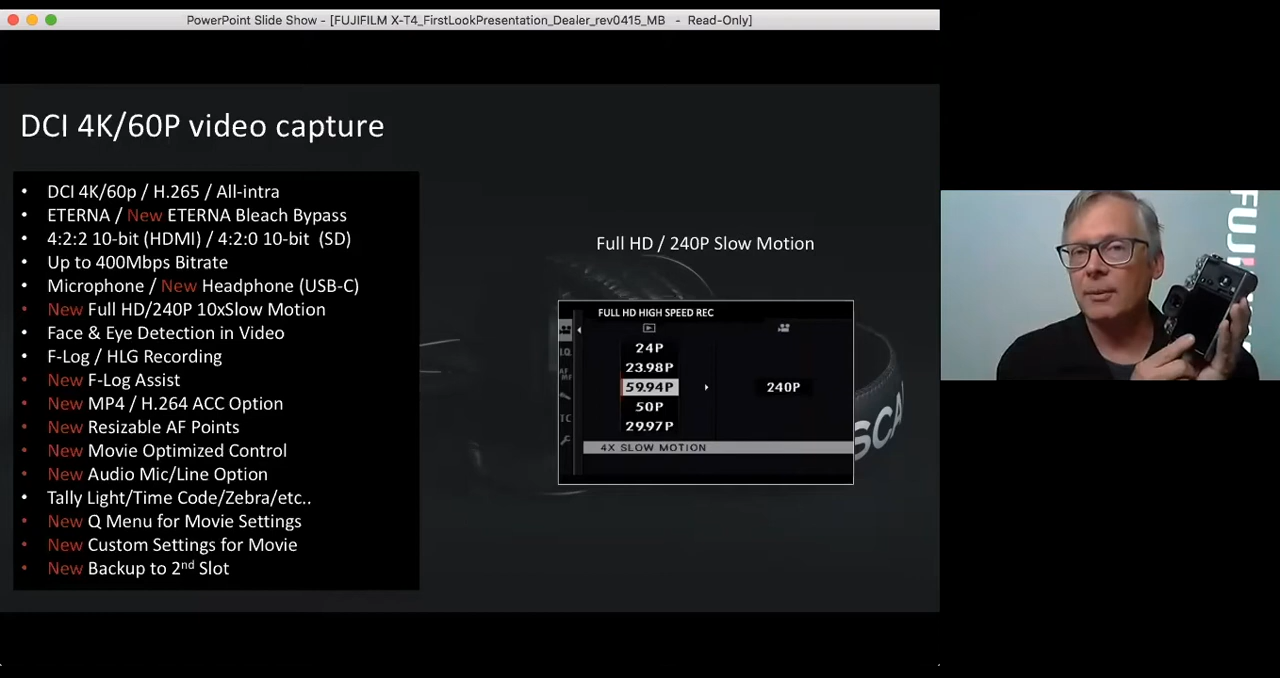 PowerPoint Slide Show - [FUJIFILM X-T4_FirstLookPresentation_Dealer_rev0415_MB - Read-Only]
DCI 4K/60P video capture
• DCI 4K/60p / H.265 / All-intra
• ETERNA / New ETERNA Bleach Bypass
• 4:2:2 10-bit (HDMI) / 4:2:0 10-bit (SD)
• Up to 400Mbps Bitrate
• Microphone / New Headphone (USB-C)
• New Full HD/240P 10xSlow Motion
• Face & Eye Detection in Video
• F-Log / HLG Recording
• New F-Log Assist
• New MP4 / H.264 ACC Option
• New Resizable AF Points
• New Movie Optimized Control
• New Audio Mic/Line Option
• Tally Light/Time Code/Zebra/etc..
• New Q Menu for Movie Settings
• New Custom Settings for Movie
• New Backup to 2nd Slot
Full HD / 240P Slow Motion
FULL HD HIGH SPEED REC
I.Q.
AF
MF
TC
24P
23.98P
59.94P
240P
50P
29.97P
4X SLOW MOTION
SCA
FUJI